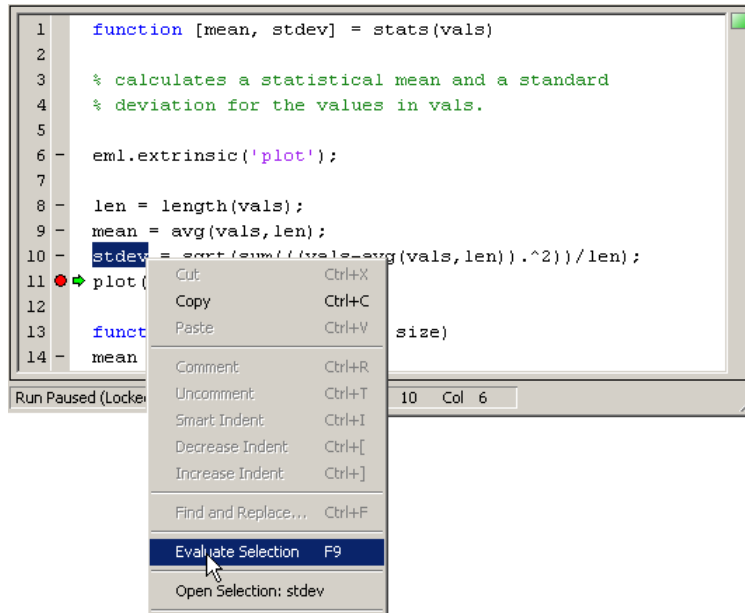 1 function [mean, stdev] = stats(vals)
2
3 % calculates a statistical mean and a standard
4 % deviation for the values in vals.
5
6 - eml.extrinsic('plot');
7
8 - len = length(vals);
9 - mean = avg(vals,len);
10 - stdev = sqrt(sum(((vals-avg(vals,len)).^2))/len);
11 plot(
12
13 funct size)
14 - mean
Run Paused (Locke 10 Col 6
Cut Ctrl+X
Copy Ctrl+C
Paste Ctrl+V
Comment Ctrl+R
Uncomment Ctrl+T
Smart Indent Ctrl+I
Decrease Indent Ctrl+[
Increase Indent Ctrl+]
Find and Replace... Ctrl+F
Evaluate Selection F9
Open Selection: stdev